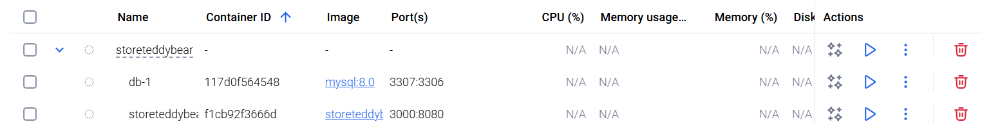 Name Container ID Image Port(s) CPU (%) Memory usage... Memory (%) Disk Actions
storeteddybear - - - N/A N/A N/A N/A
db-1 117d0f564548 mysql:8.0 3307:3306 N/A N/A N/A N/A
storeteddybea f1cb92f3666d storeteddyb 3000:8080 N/A N/A N/A N/A